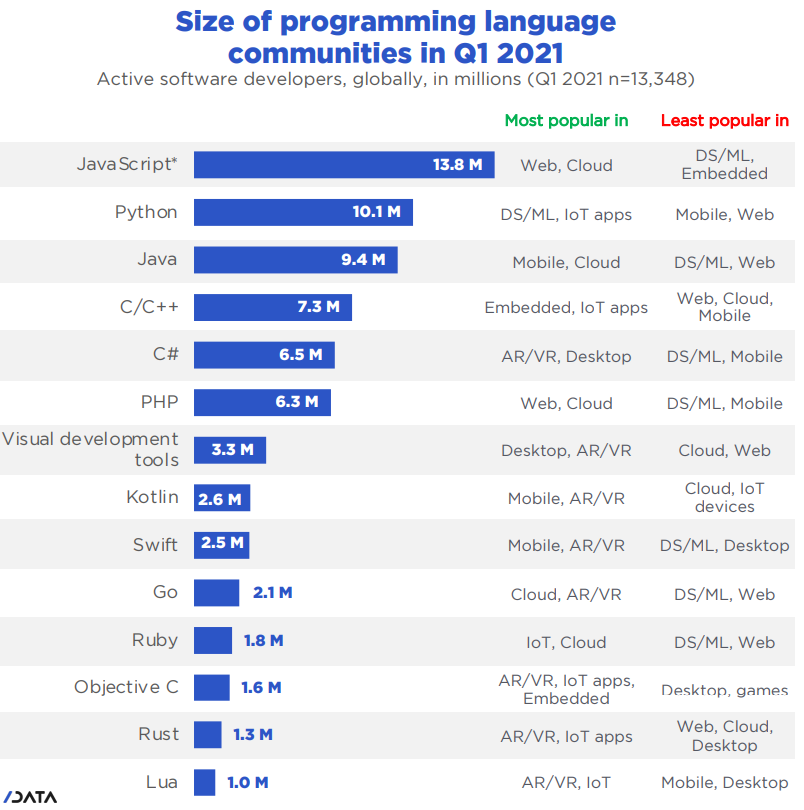 Size of programming language
communities in Q1 2021
Active software developers, globally, in millions (Q1 2021 n=13,348)
Most popular in Least popular in
JavaScript* 13.8 M Web, Cloud DS/ML, Embedded
Python 10.1 M DS/ML, IoT apps Mobile, Web
Java 9.4 M Mobile, Cloud DS/ML, Web
C/C++ 7.3 M Embedded, IoT apps Web, Cloud, Mobile
C# 6.5 M AR/VR, Desktop DS/ML, Mobile
PHP 6.3 M Web, Cloud DS/ML, Mobile
Visual development tools 3.3 M Desktop, AR/VR Cloud, Web
Kotlin 2.6 M Mobile, AR/VR Cloud, IoT devices
Swift 2.5 M Mobile, AR/VR DS/ML, Desktop
Go 2.1 M Cloud, AR/VR DS/ML, Web
Ruby 1.8 M IoT, Cloud DS/ML, Web
Objective C 1.6 M AR/VR, IoT apps, Embedded Desktop, games
Rust 1.3 M AR/VR, IoT apps Web, Cloud, Desktop
Lua 1.0 M AR/VR, IoT Mobile, Desktop
/DATA